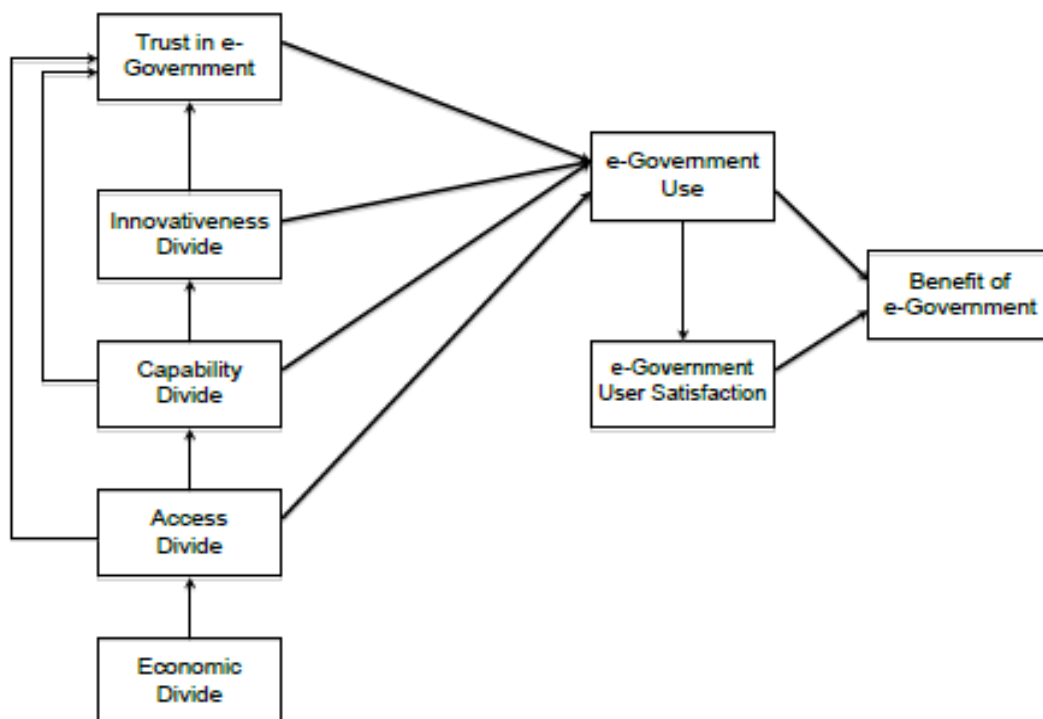 Trust in e-
Government
Innovativeness
Divide
Capability
Divide
Access
Divide
Economic
Divide
e-Government
Use
e-Government
User Satisfaction
Benefit of
e-Government